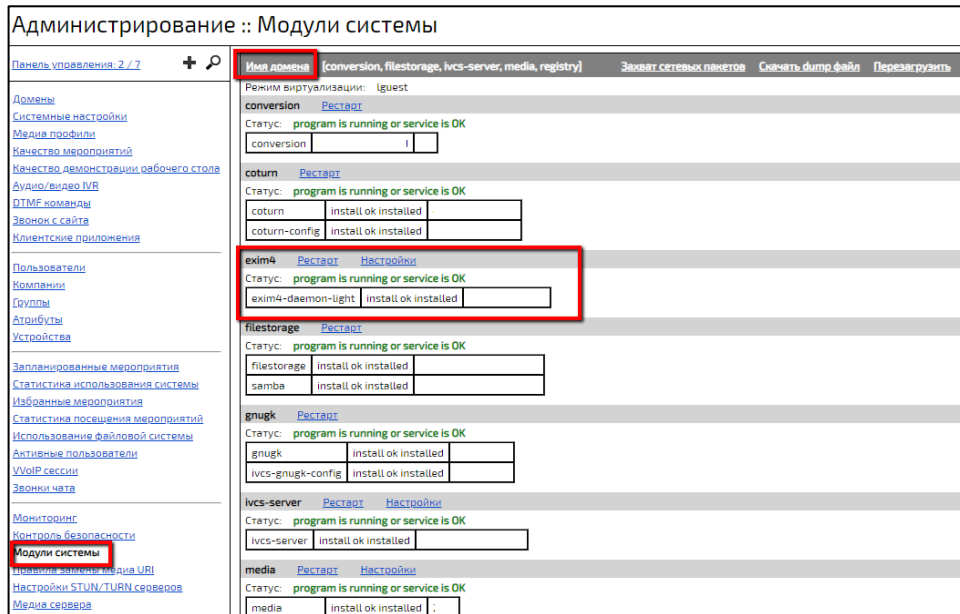 Администрирование :: Модули системы
Панель управления: 2 / 7
Домены
Системные настройки
Медиа профили
Качество мероприятий
Качество демонстрации рабочего стола
Аудио/видео IVR
DTMF команды
Звонок с сайта
Клиентские приложения
Пользователи
Компании
Группы
Атрибуты
Устройства
Запланированные мероприятия
Статистика использования системы
Избранные мероприятия
Статистика посещения мероприятий
Использование файловой системы
Активные пользователи
VVoIP сессии
Звонки чата
Мониторинг
Контроль безопасности
Модули системы
Правила замены медиа URI
Настройки STUN/TURN серверов
Медиа сервера
Имя домена [conversion, filestorage, ivcs-server, media, registry] Захват сетевых пакетов Скачать dump файл Перезагрузить
Режим виртуализации: lguest
conversion Рестарт
Статус: program is running or service is OK
conversion
coturn Рестарт
Статус: program is running or service is OK
coturn install ok installed
coturn-config install ok installed
exim4 Рестарт Настройки
Статус: program is running or service is OK
exim4-daemon-light install ok installed
filestorage Рестарт
Статус: program is running or service is OK
filestorage install ok installed
samba install ok installed
gnugk Рестарт
Статус: program is running or service is OK
gnugk install ok installed
ivcs-gnugk-config install ok installed
ivcs-server Рестарт Настройки
Статус: program is running or service is OK
ivcs-server install ok installed
media Рестарт Настройки
Статус: program is running or service is OK
media install ok installed